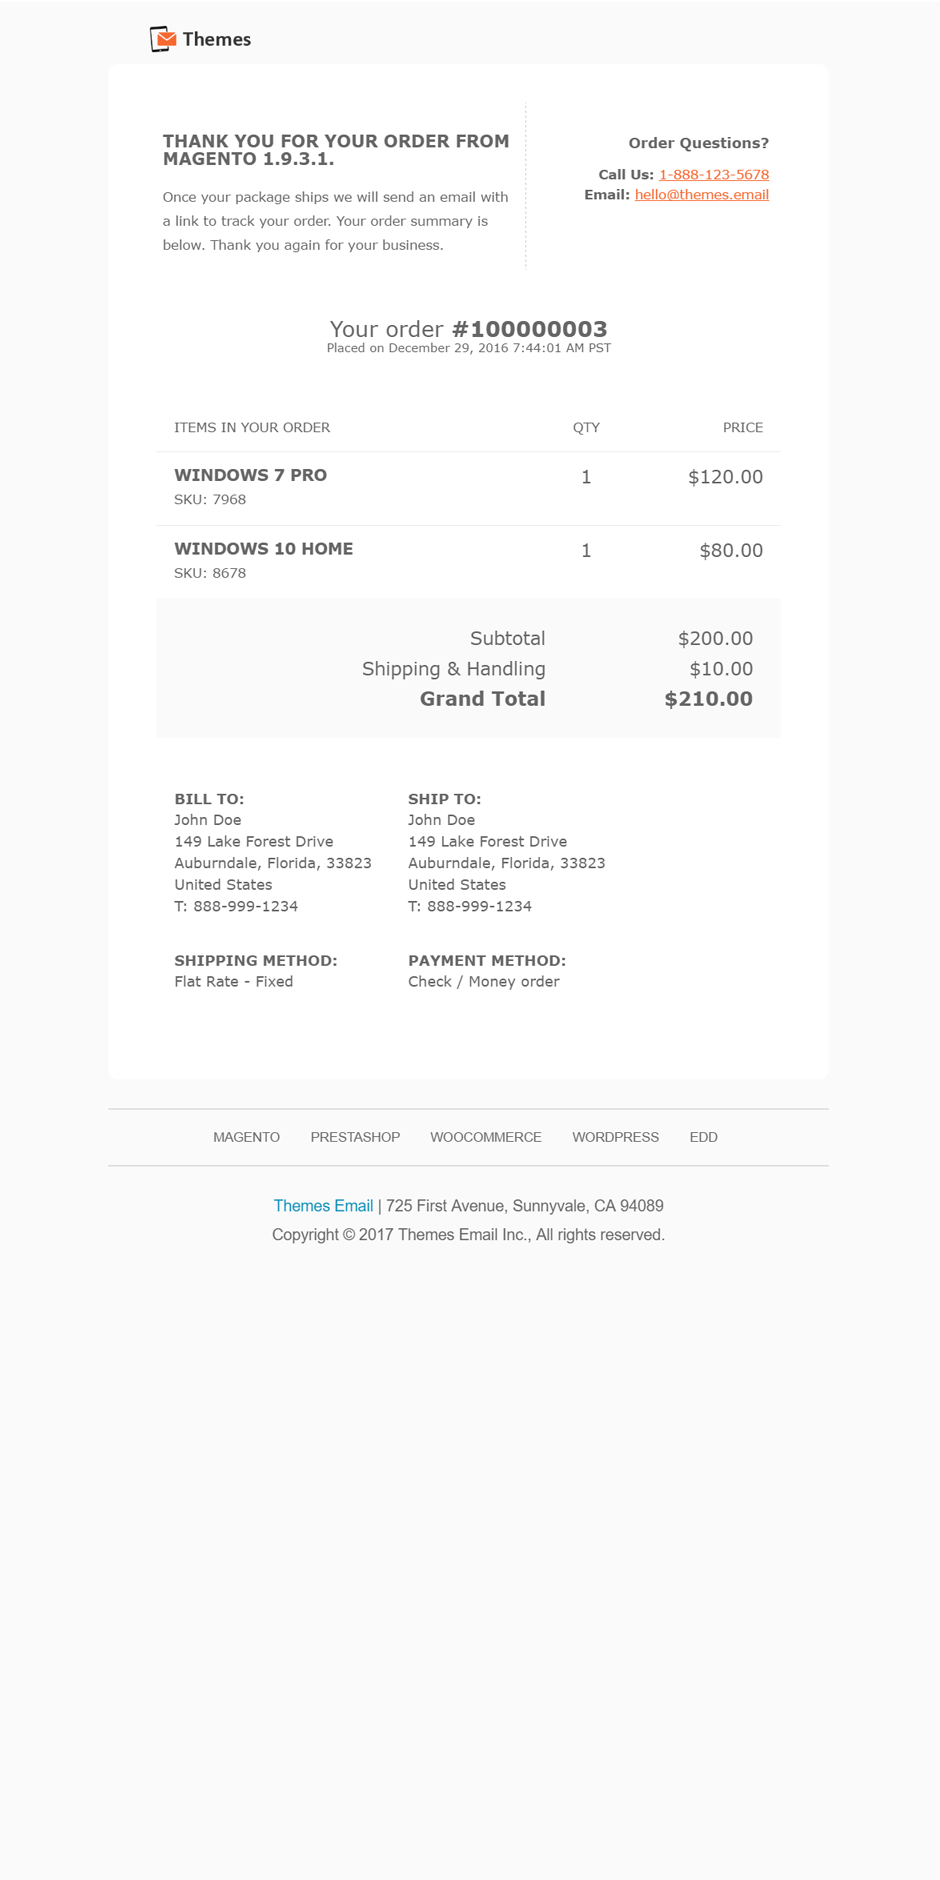 Themes
THANK YOU FOR YOUR ORDER FROM
MAGENTO 1.9.3.1.
Once your package ships we will send an email with
a link to track your order. Your order summary is
below. Thank you again for your business.
Order Questions?
Call Us: 1-888-123-5678
Email: hello@themes.email
Your order #100000003
Placed on December 29, 2016 7:44:01 AM PST
ITEMS IN YOUR ORDER QTY PRICE
WINDOWS 7 PRO 1 $120.00
SKU: 7968
WINDOWS 10 HOME 1 $80.00
SKU: 8678
Subtotal $200.00
Shipping & Handling $10.00
Grand Total $210.00
BILL TO:
John Doe
149 Lake Forest Drive
Auburndale, Florida, 33823
United States
T: 888-999-1234
SHIP TO:
John Doe
149 Lake Forest Drive
Auburndale, Florida, 33823
United States
T: 888-999-1234
SHIPPING METHOD:
Flat Rate - Fixed
PAYMENT METHOD:
Check / Money order
MAGENTO PRESTASHOP WOOCOMMERCE WORDPRESS EDD
Themes Email | 725 First Avenue, Sunnyvale, CA 94089
Copyright © 2017 Themes Email Inc., All rights reserved.